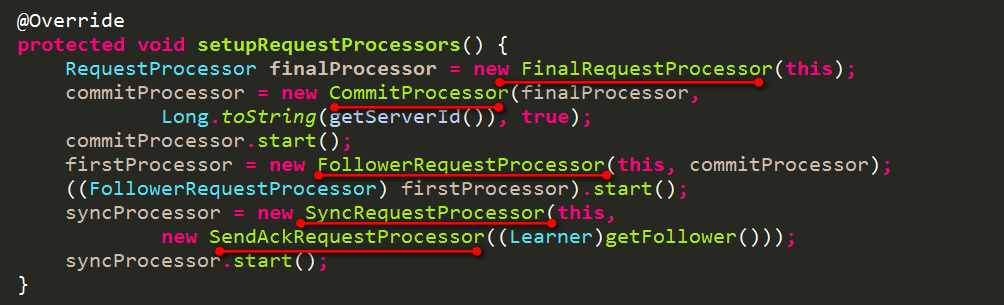 @Override
protected void setupRequestProcessors() {
    RequestProcessor finalProcessor = new FinalRequestProcessor(this);
    commitProcessor = new CommitProcessor(finalProcessor,
            Long.toString(getServerId()), true);
    commitProcessor.start();
    firstProcessor = new FollowerRequestProcessor(this, commitProcessor);
    ((FollowerRequestProcessor) firstProcessor).start();
    syncProcessor = new SyncRequestProcessor(this,
            new SendAckRequestProcessor((Learner)getFollower()));
    syncProcessor.start();
}